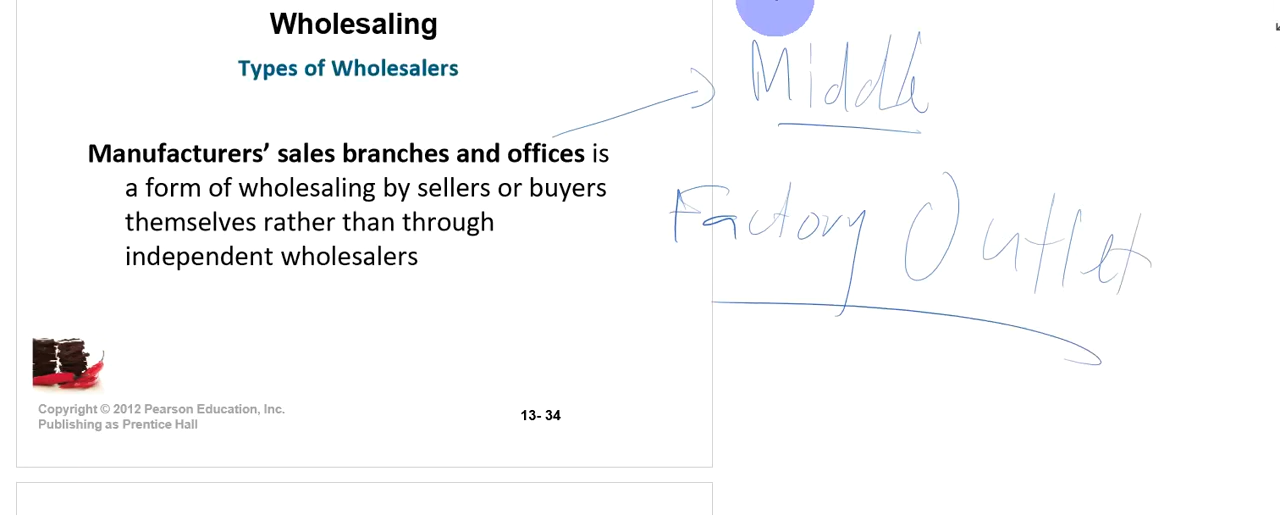 Wholesaling
Types of Wholesalers
Manufacturers' sales branches and offices is
a form of wholesaling by sellers or buyers
themselves rather than through
independent wholesalers
Copyright © 2012 Pearson Education, Inc.
Publishing as Prentice Hall
13- 34
Middle
Factory Outlet